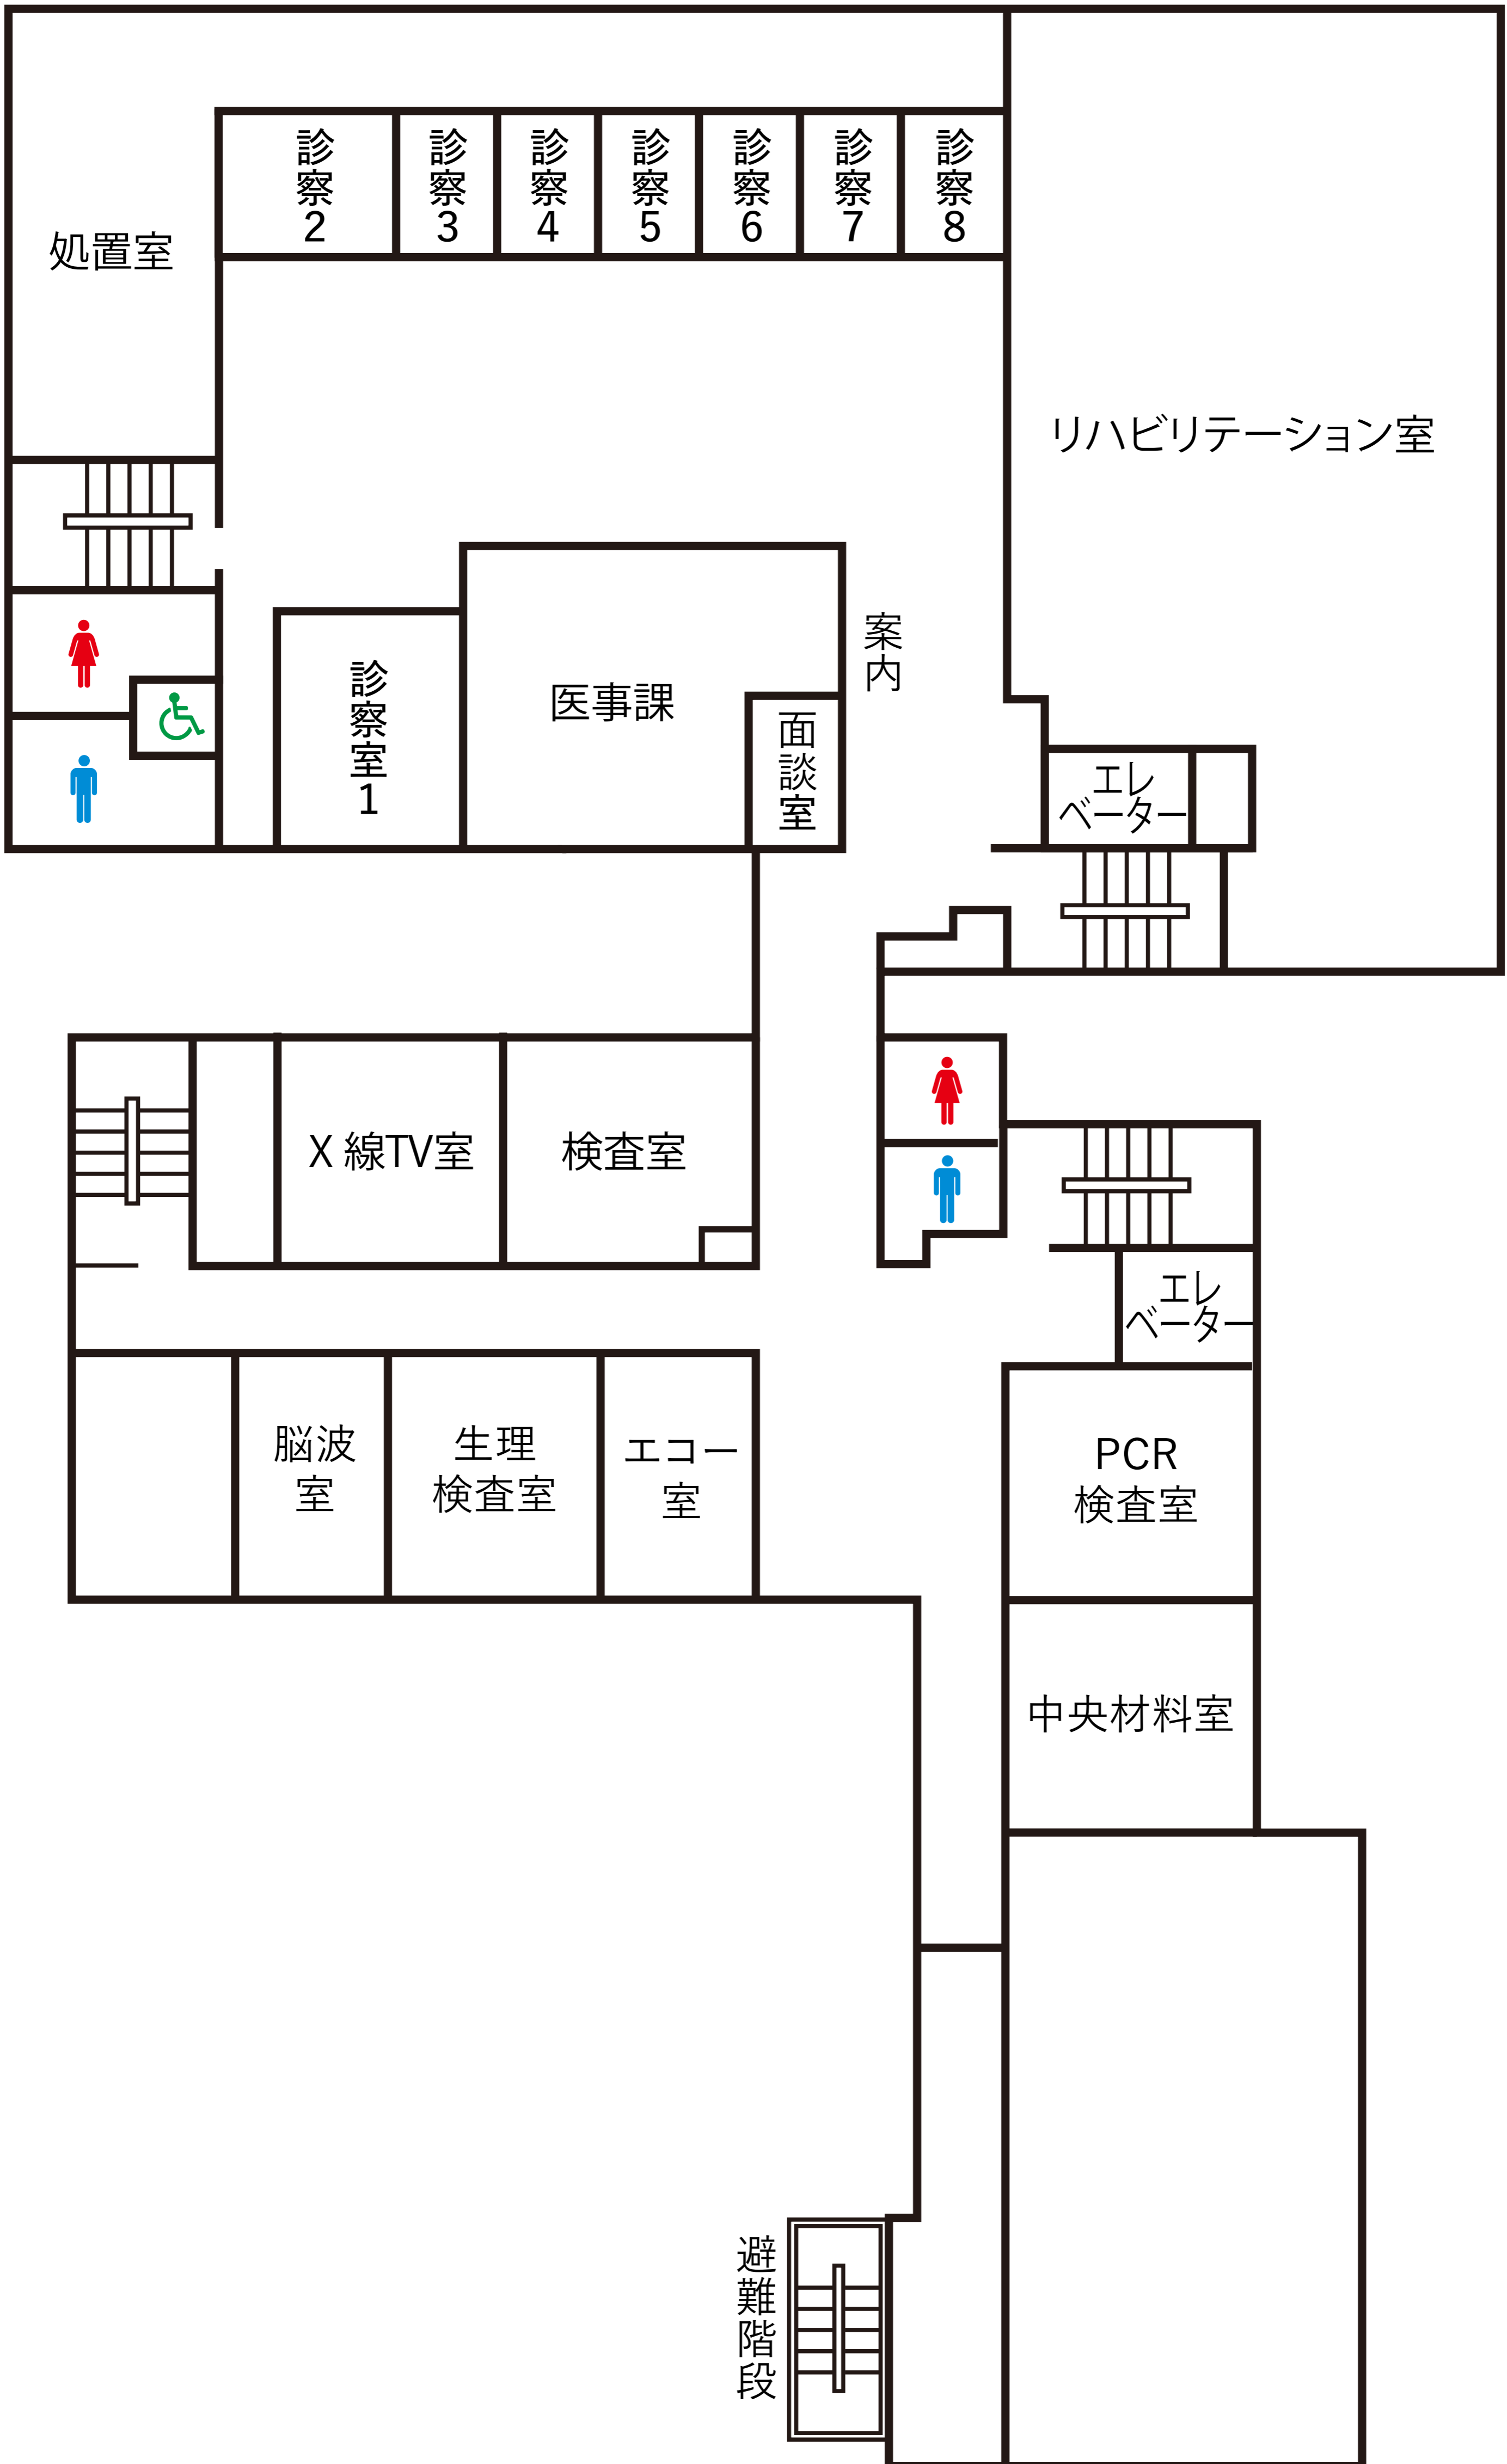 診察2
診察3
診察4
診察5
診察6
診察7
診察8
処置室
リハビリテーション室
案内
診察室1
医事課
面談室
エレ
ベーター
X 線TV室
検査室
エレ
ベーター
脳波
室
生理
検査室
エコー
室
PCR
検査室
中央材料室
避難階段